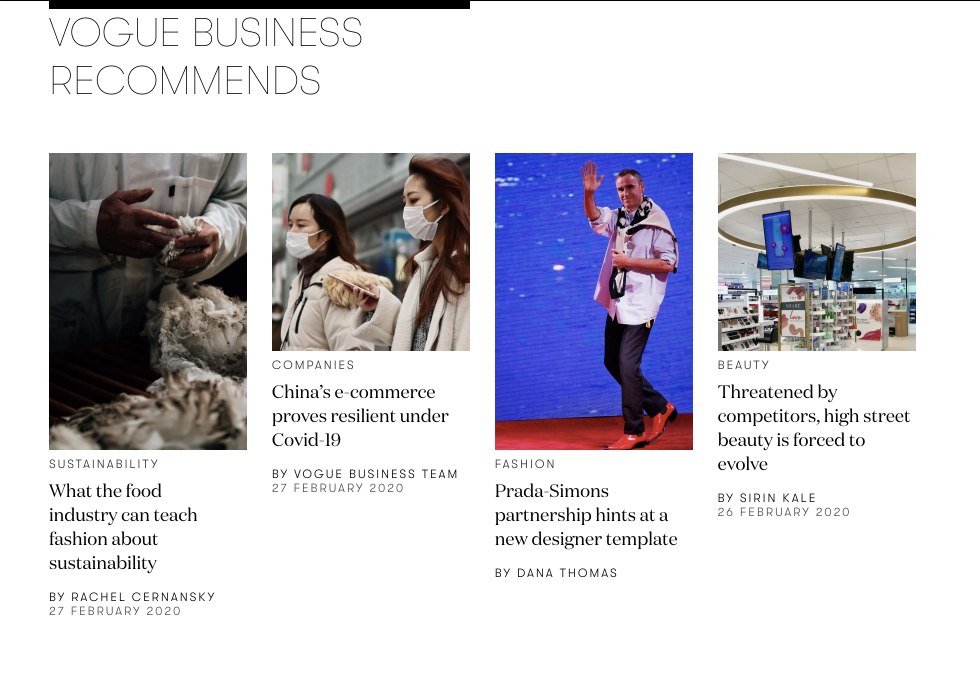 VOGUE BUSINESS
RECOMMENDS
SUSTAINABILITY
What the food
industry can teach
fashion about
sustainability
BY RACHEL CERNANSKY
27 FEBRUARY 2020
COMPANIES
China’s e-commerce
proves resilient under
Covid-19
BY VOGUE BUSINESS TEAM
27 FEBRUARY 2020
FASHION
Prada-Simons
partnership hints at a
new designer template
BY DANA THOMAS
BEAUTY
Threatened by
competitors, high street
beauty is forced to
evolve
BY SIRIN KALE
26 FEBRUARY 2020